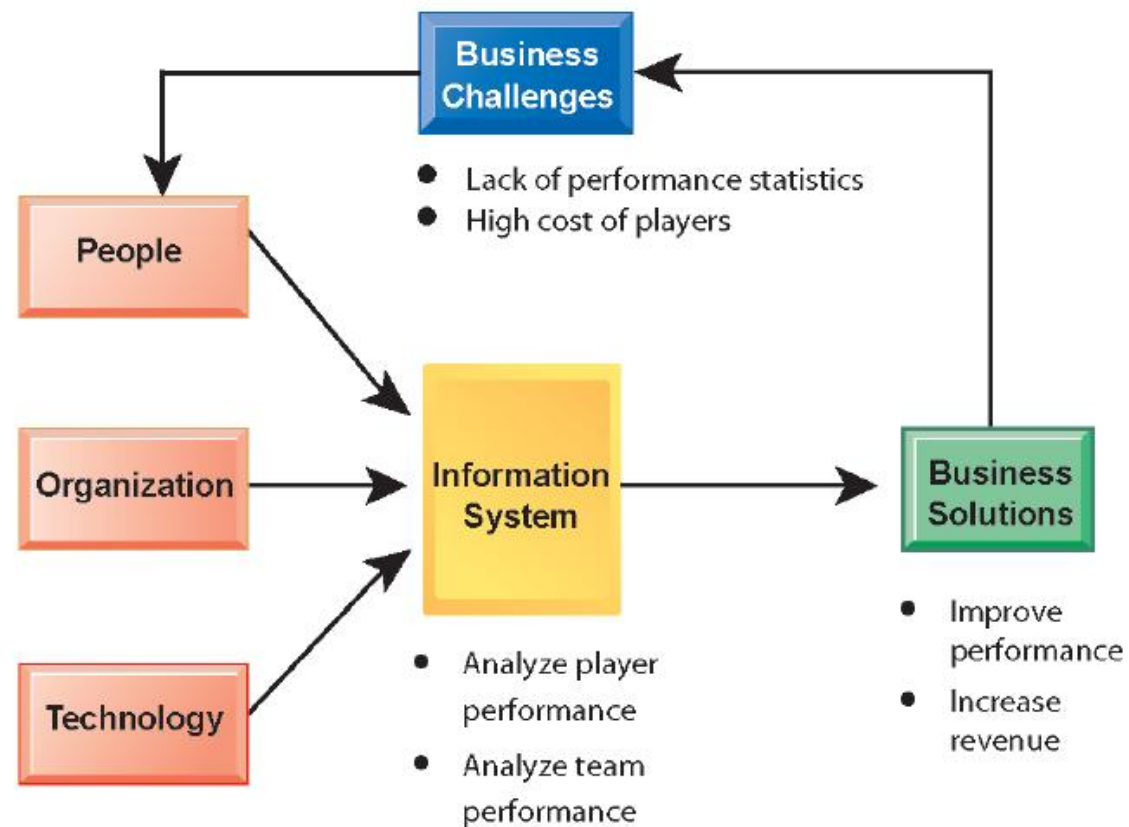 Business
Challenges
● Lack of performance statistics
● High cost of players
People
Organization
Technology
Information
System
● Analyze player
performance
● Analyze team
performance
Business
Solutions
● Improve
performance
● Increase
revenue